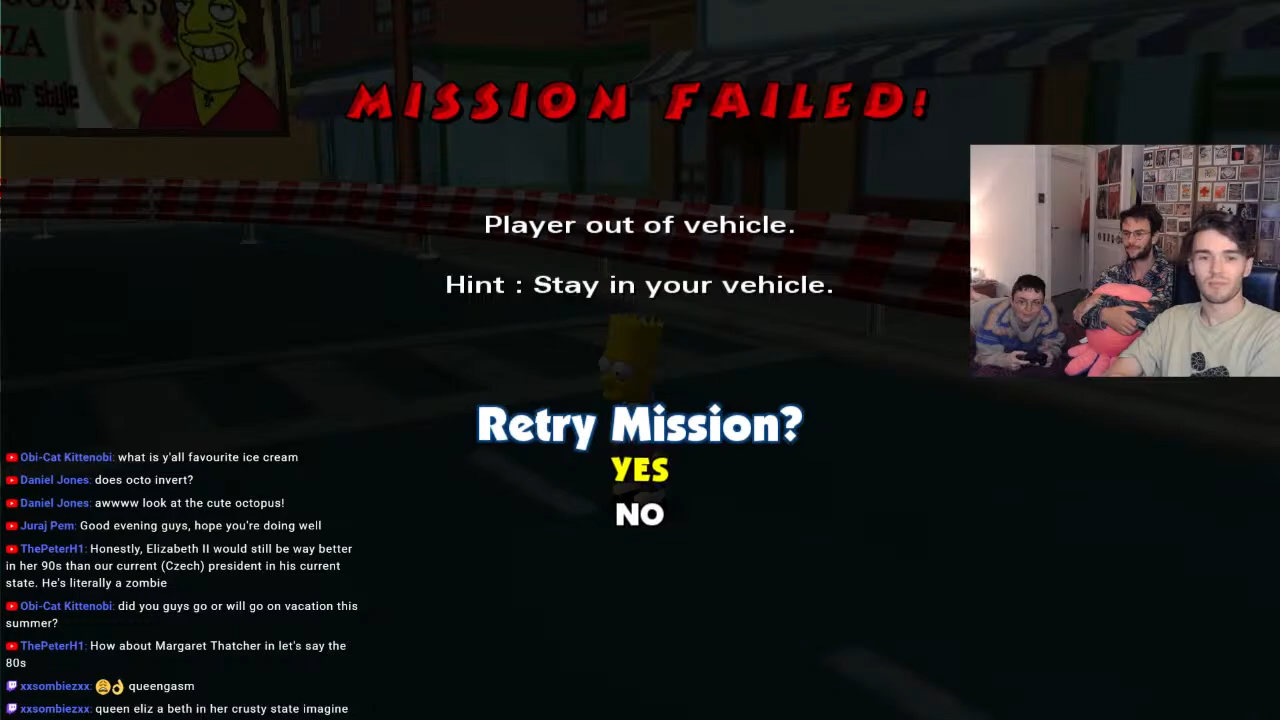 ZA
MISSION FAILED!
Player out of vehicle.
Hint : Stay in your vehicle.
Retry Mission?
YES
NO
Obi-Cat Kittenobi: what is y'all favourite ice cream
Daniel Jones: does octo invert?
Daniel Jones: awwww look at the cute octopus!
Juraj Pem: Good evening guys, hope you're doing well
ThePeterH1: Honestly, Elizabeth II would still be way better
in her 90s than our current (Czech) president in his current
state. He's literally a zombie
Obi-Cat Kittenobi: did you guys go or will go on vacation this
summer?
ThePeterH1: How about Margaret Thatcher in let's say the
80s
xxsombiezxx: 😩👌 queengasm
xxsombiezxx: queen eliz a beth in her crusty state imagine